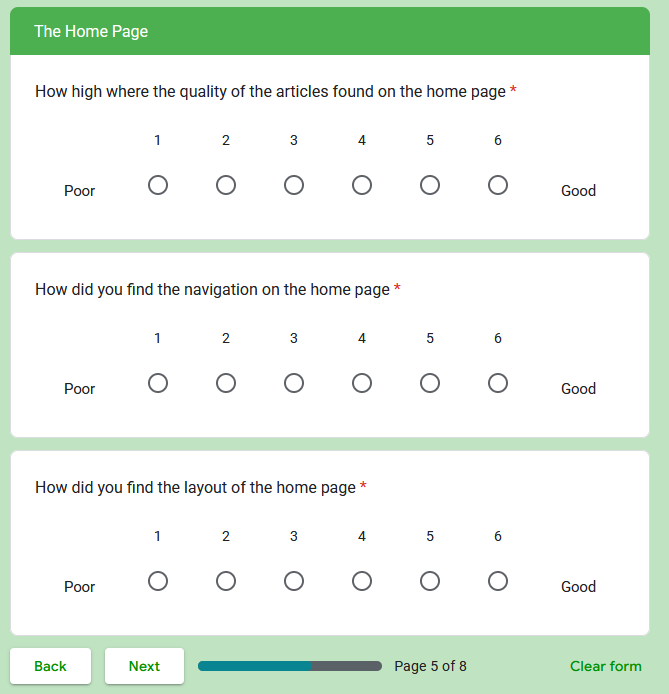 The Home Page
How high where the quality of the articles found on the home page *
1 2 3 4 5 6
Poor Good
How did you find the navigation on the home page *
1 2 3 4 5 6
Poor Good
How did you find the layout of the home page *
1 2 3 4 5 6
Poor Good
Back Next Page 5 of 8 Clear form